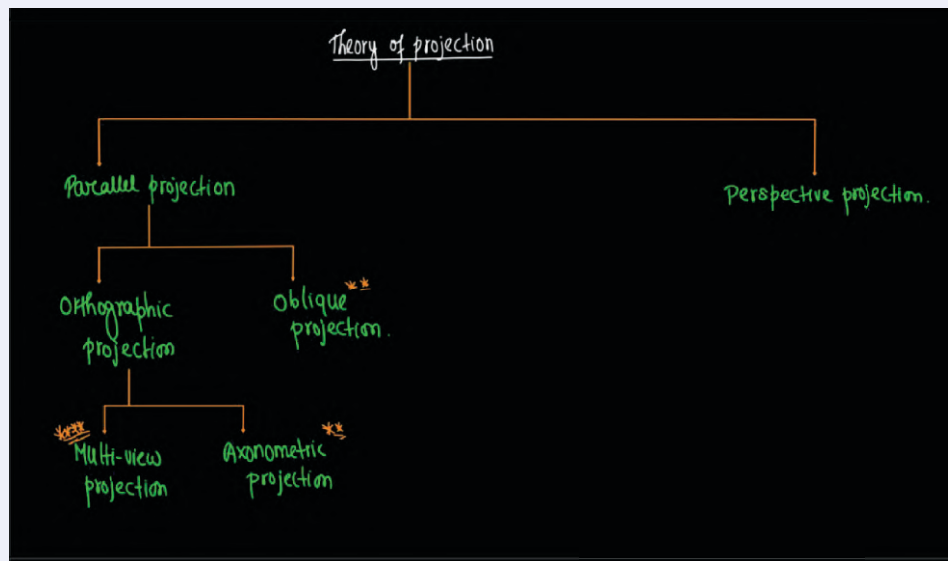 Theory of projection
Parallel projection
Perspective projection.
Orthographic
projection
Oblique **
projection.
****
Multi-view
projection
Axonometric **
projection